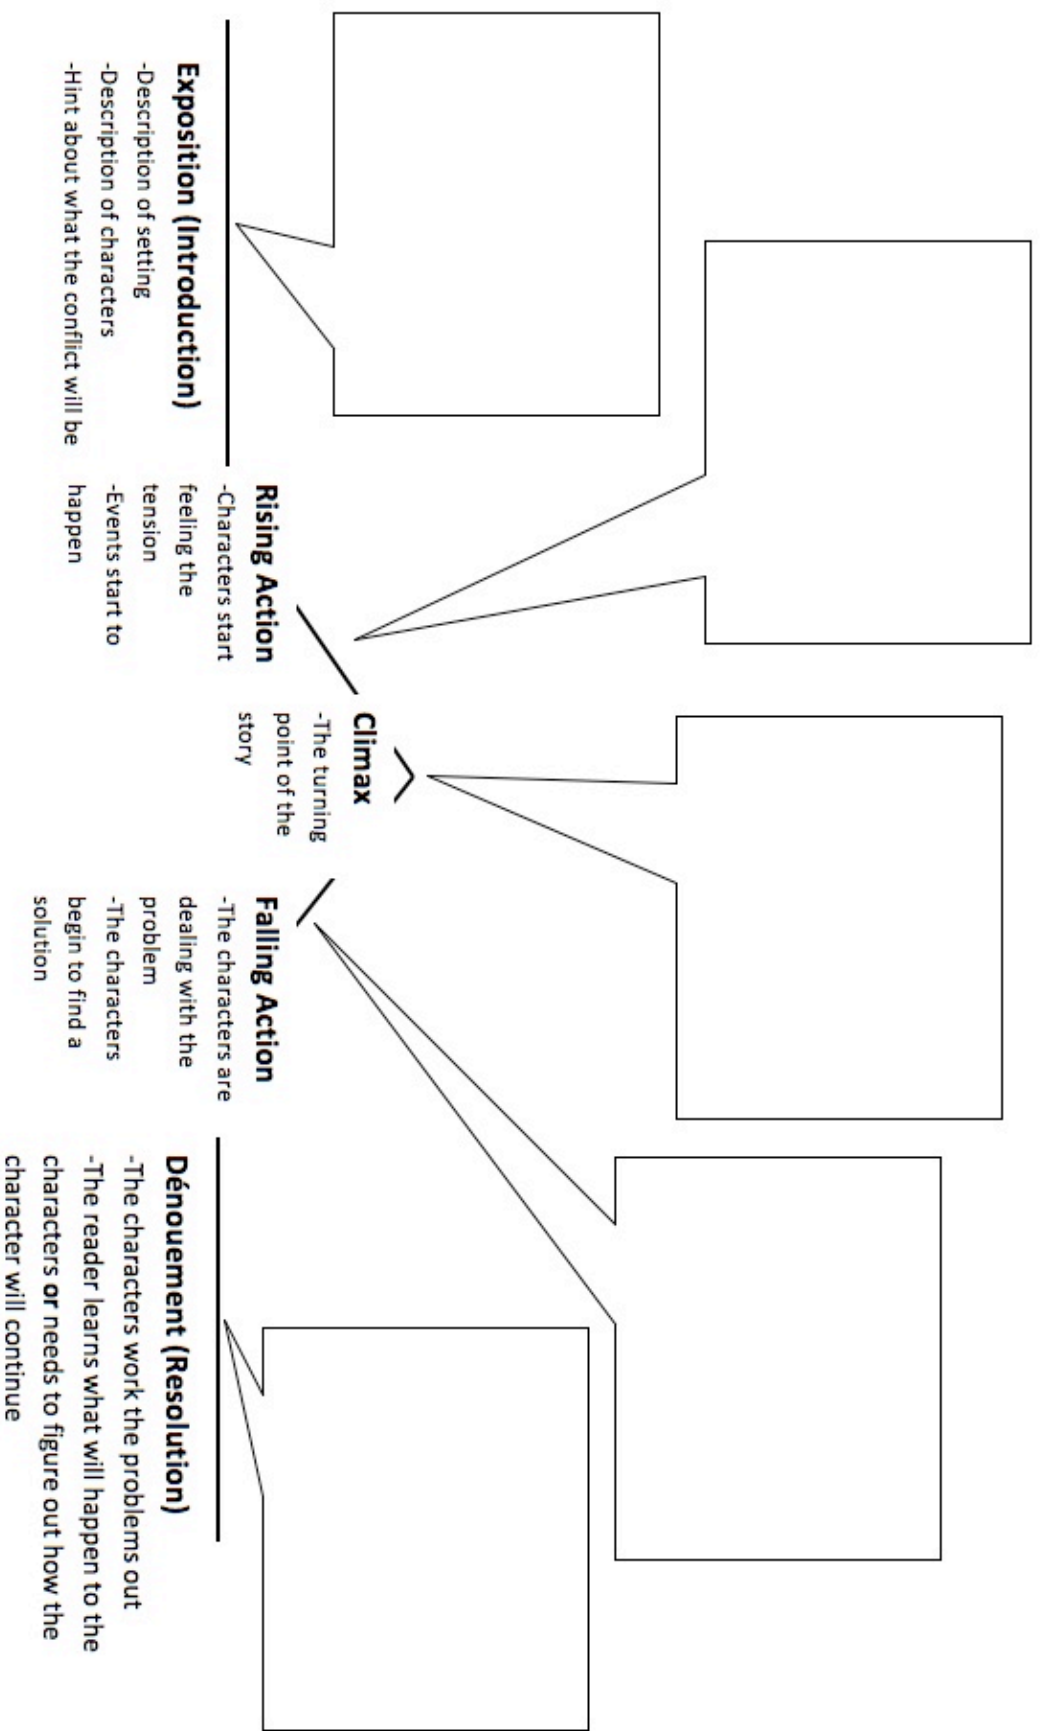 Exposition (Introduction)
-Description of setting
-Description of characters
-Hint about what the conflict will be
Rising Action
-Characters start
feeling the
tension
-Events start to
happen
Climax
-The turning
point of the
story
Falling Action
-The characters are
dealing with the
problem
-The characters
begin to find a
solution
Dénouement (Resolution)
-The characters work the problems out
-The reader learns what will happen to the
characters or needs to figure out how the
character will continue